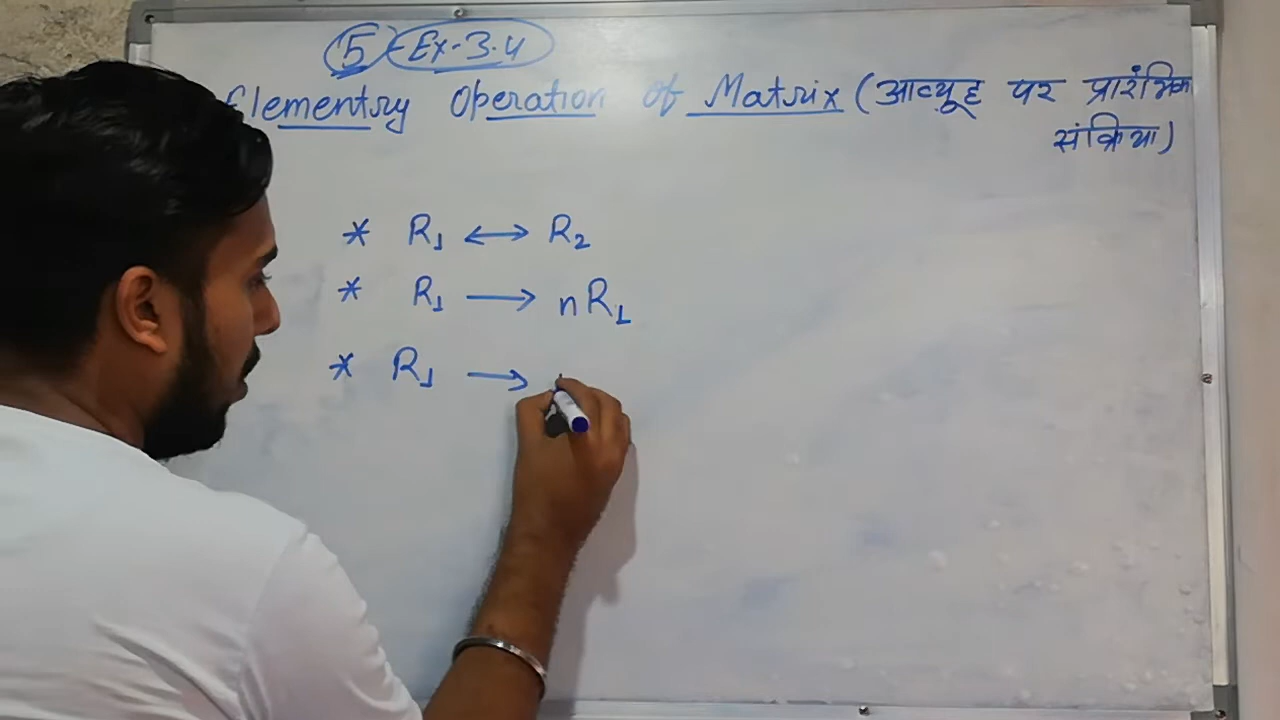 5 Ex-3.4
Elementry Operation of Matrix (आव्यूह पर प्रारंभिक
संक्रिया)
* R₁ ↔ R₂
* R₁ → nR₁
* R₁ →